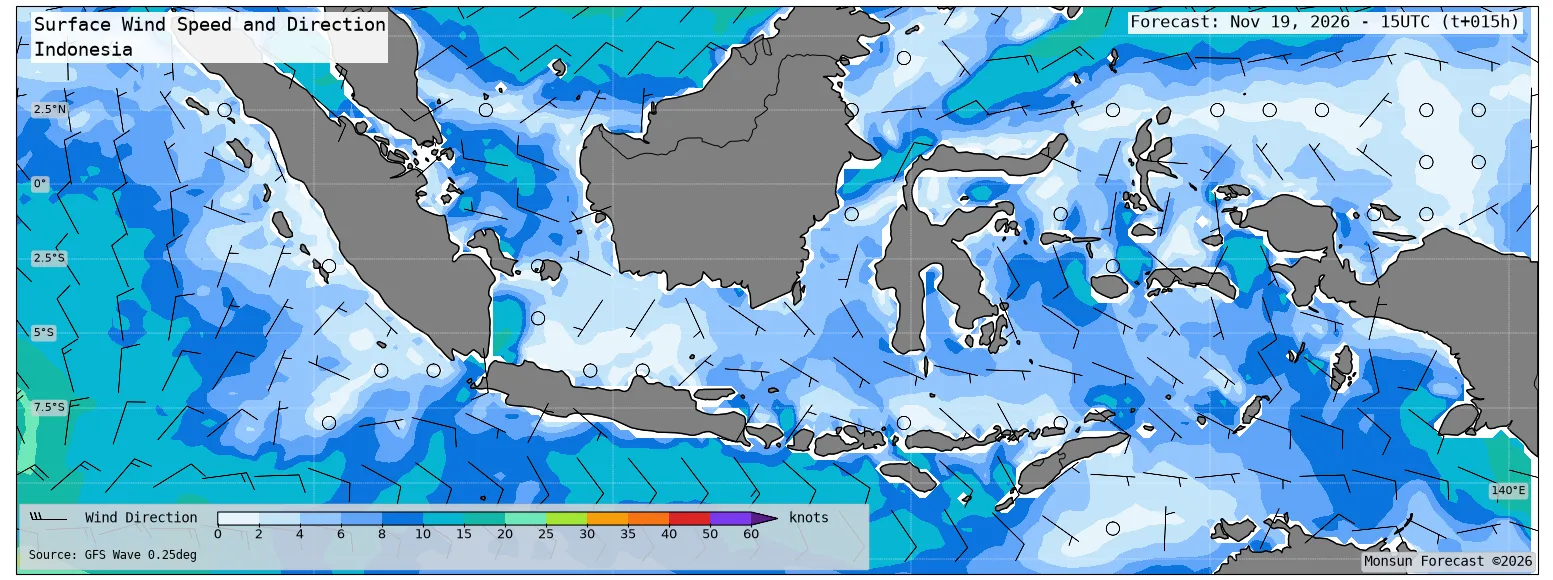 Surface Wind Speed and Direction
Indonesia
Forecast: Nov 19, 2026 - 15UTC (t+015h)
2.5°N
0°
2.5°S
5°S
7.5°S
140°E
Wind Direction
0 2 4 6 8 10 15 20 25 30 35 40 50 60
knots
Source: GFS Wave 0.25deg
Monsun Forecast ©2026